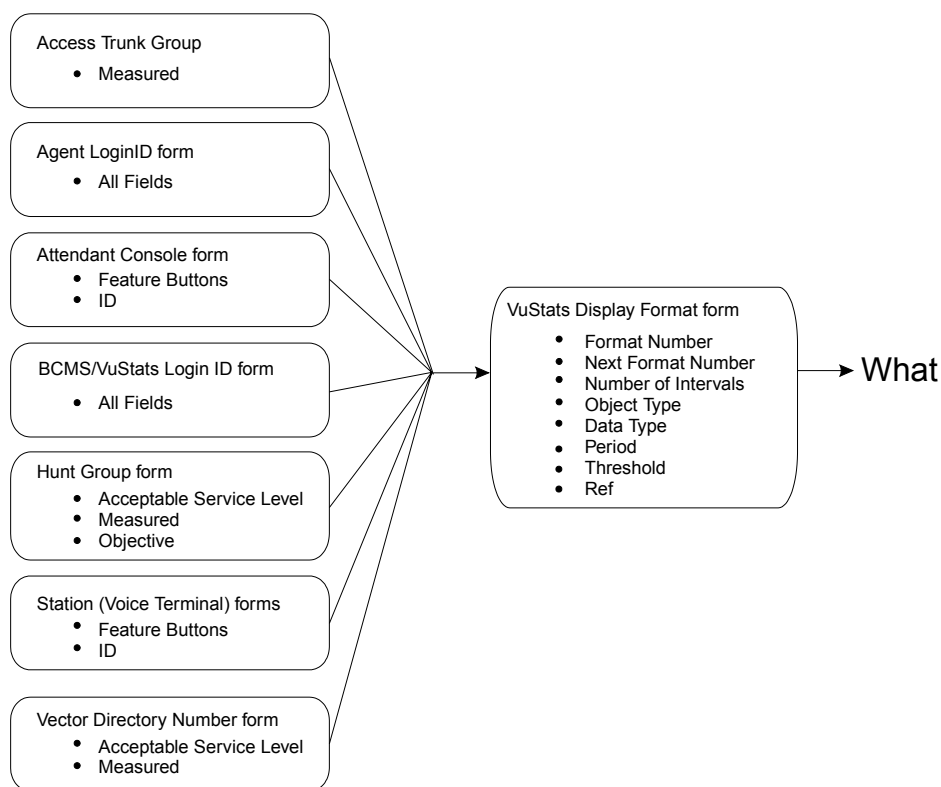 Access Trunk Group
• Measured
Agent LoginID form
• All Fields
Attendant Console form
• Feature Buttons
• ID
BCMS/VuStats Login ID form
• All Fields
Hunt Group form
• Acceptable Service Level
• Measured
• Objective
Station (Voice Terminal) forms
• Feature Buttons
• ID
Vector Directory Number form
• Acceptable Service Level
• Measured
VuStats Display Format form
• Format Number
• Next Format Number
• Number of Intervals
• Object Type
• Data Type
• Period
• Threshold
• Ref
What